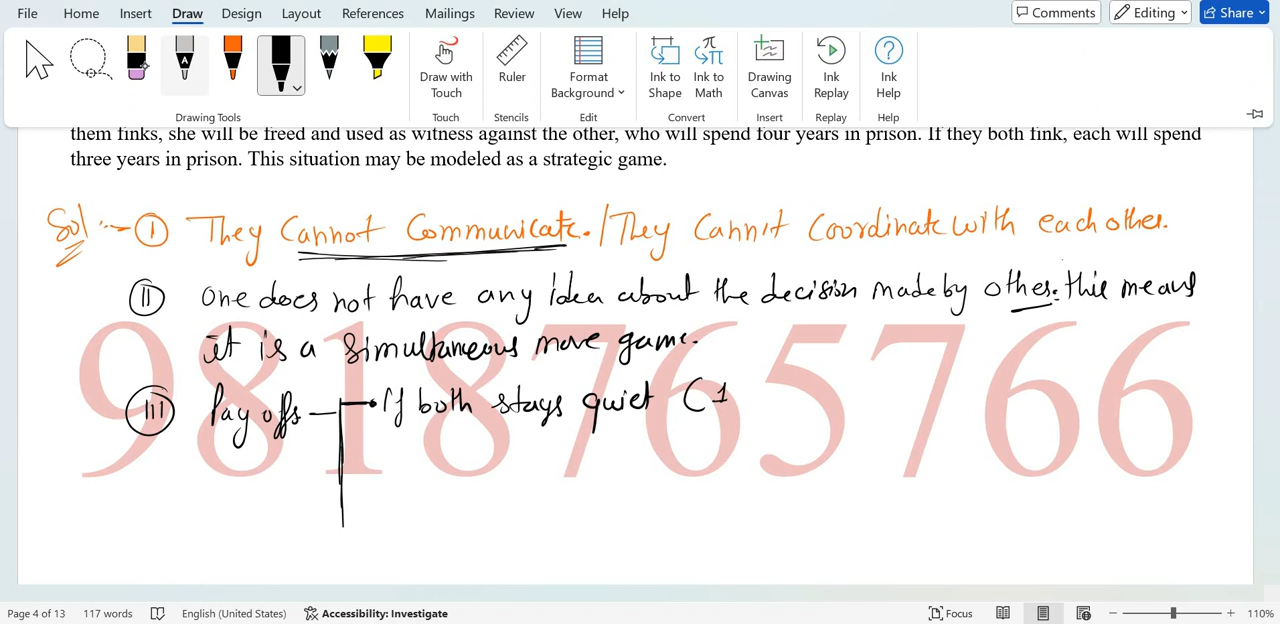 File Home Insert Draw Design Layout References Mailings Review View Help Comments Editing Share
A
Draw with Touch Ruler Format Background Ink to Shape Ink to Math Drawing Canvas Ink Replay Ink Help
Drawing Tools Touch Stencils Edit Convert Insert Replay Help
them finks, she will be freed and used as witness against the other, who will spend four years in prison. If they both fink, each will spend
three years in prison. This situation may be modeled as a strategic game.
Sol :- (I) They Cannot Communicate. / They Cannot Coordinate with each other.
(II) One does not have any idea about the decision made by other. this means
it is a simultaneous move game.
(III) Pay offs - • If both stays quiet (1
9818765766
Page 4 of 13 117 words English (United States) Accessibility: Investigate Focus 110%